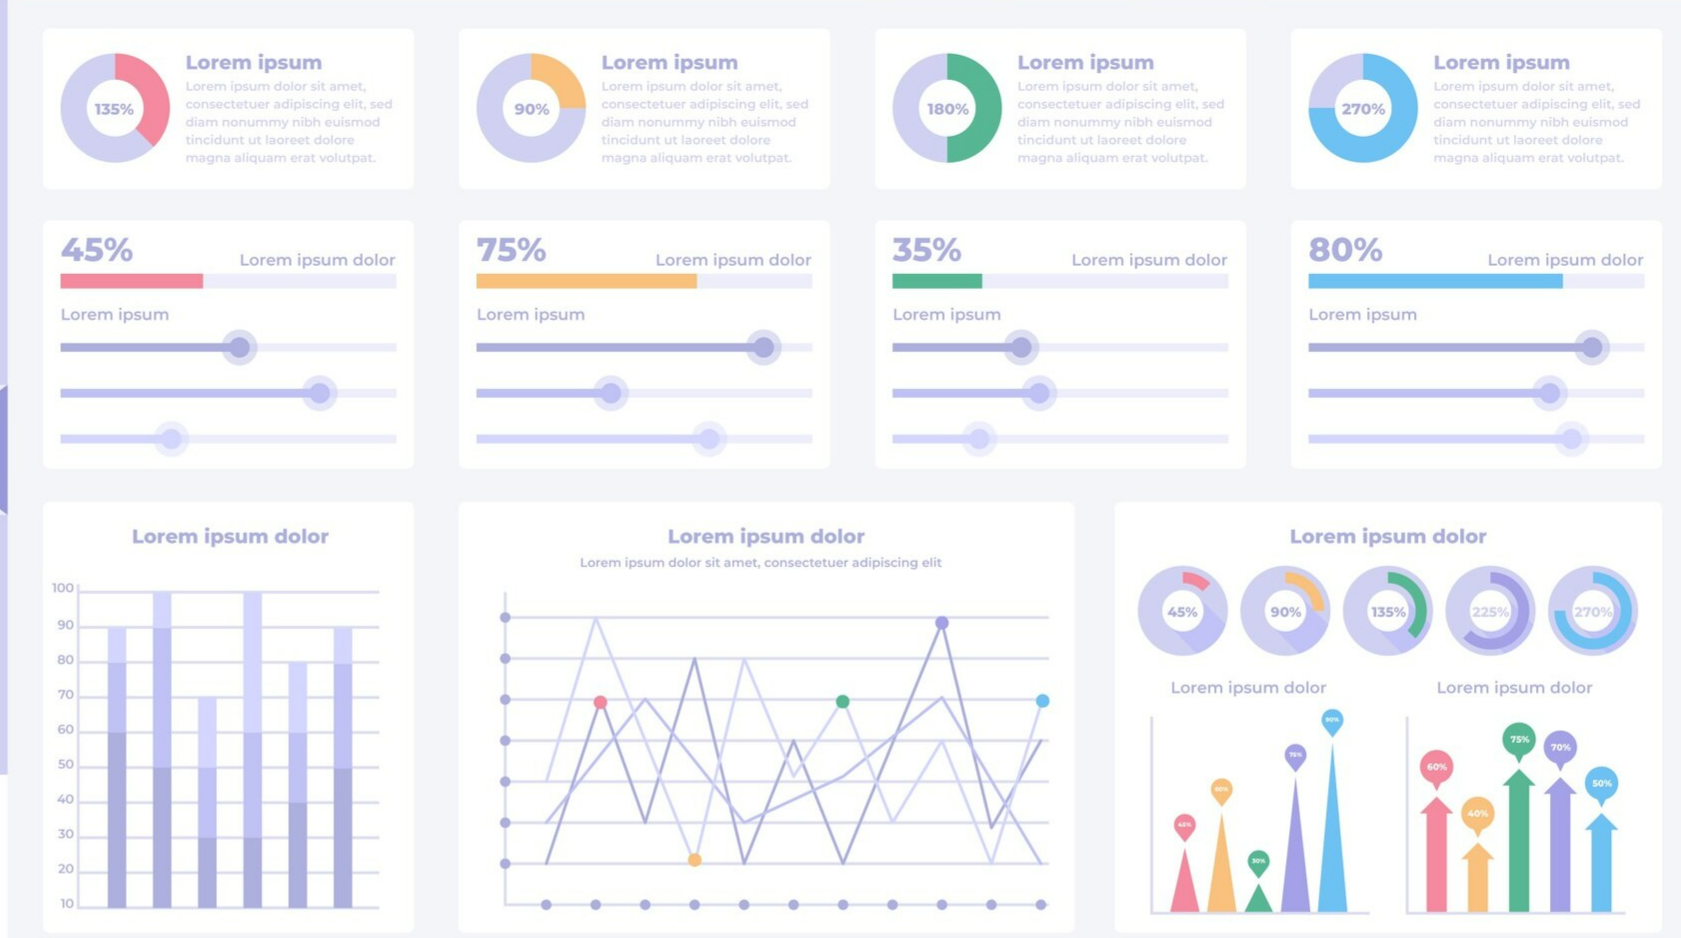 135%
Lorem ipsum
Lorem ipsum dolor sit amet,
consectetuer adipiscing elit, sed
diam nonummy nibh euismod
tincidunt ut laoreet dolore
magna aliquam erat volutpat.
90%
Lorem ipsum
Lorem ipsum dolor sit amet,
consectetuer adipiscing elit, sed
diam nonummy nibh euismod
tincidunt ut laoreet dolore
magna aliquam erat volutpat.
180%
Lorem ipsum
Lorem ipsum dolor sit amet,
consectetuer adipiscing elit, sed
diam nonummy nibh euismod
tincidunt ut laoreet dolore
magna aliquam erat volutpat.
270%
Lorem ipsum
Lorem ipsum dolor sit amet,
consectetuer adipiscing elit, sed
diam nonummy nibh euismod
tincidunt ut laoreet dolore
magna aliquam erat volutpat.
45%
Lorem ipsum dolor
Lorem ipsum
75%
Lorem ipsum dolor
Lorem ipsum
35%
Lorem ipsum dolor
Lorem ipsum
80%
Lorem ipsum dolor
Lorem ipsum
Lorem ipsum dolor
100
90
80
70
60
50
40
30
20
10
Lorem ipsum dolor
Lorem ipsum dolor sit amet, consectetuer adipiscing elit
Lorem ipsum dolor
45%
90%
135%
225%
270%
Lorem ipsum dolor
30%
75%
90%
Lorem ipsum dolor
60%
40%
75%
70%
50%